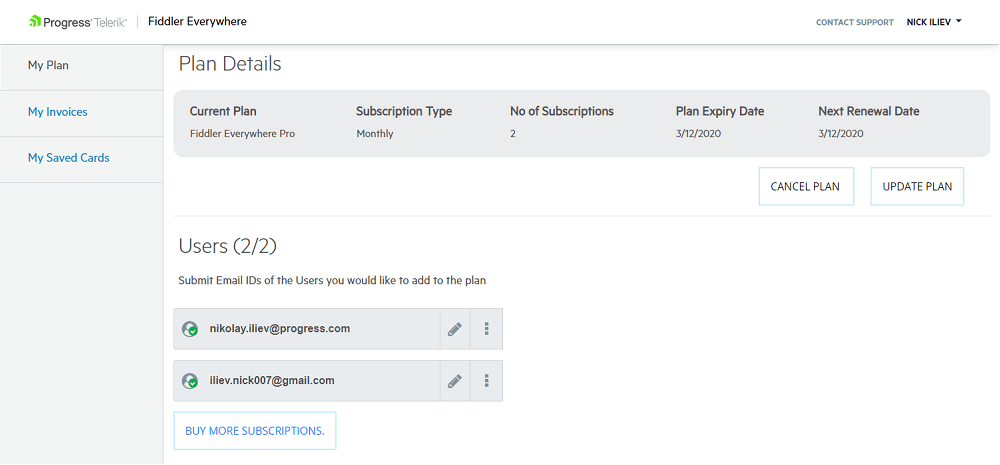 Progress Telerik Fiddler Everywhere CONTACT SUPPORT NICK ILIEV
My Plan
My Invoices
My Saved Cards
Plan Details
Current Plan Subscription Type No of Subscriptions Plan Expiry Date Next Renewal Date
Fiddler Everywhere Pro Monthly 2 3/12/2020 3/12/2020
CANCEL PLAN UPDATE PLAN
Users (2/2)
Submit Email IDs of the Users you would like to add to the plan
nikolay.iliev@progress.com
iliev.nick007@gmail.com
BUY MORE SUBSCRIPTIONS.